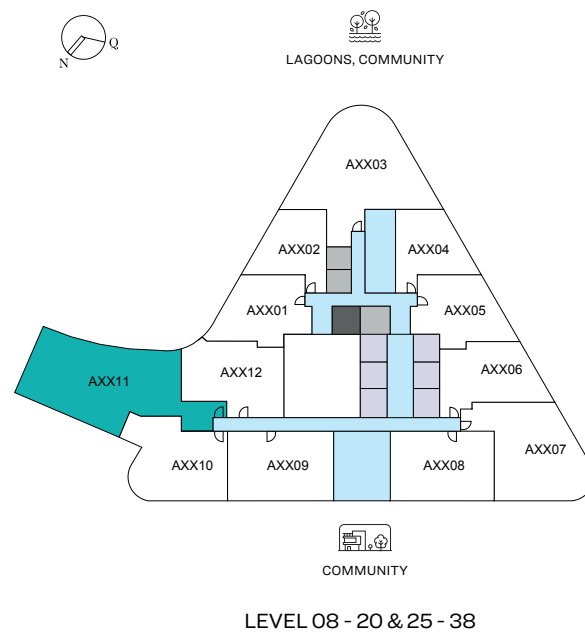 N
Q
LAGOONS, COMMUNITY
AXX03
AXX02
AXX04
AXX01
AXX05
AXX11
AXX12
AXX06
AXX07
AXX10
AXX09
AXX08
COMMUNITY
LEVEL 08 - 20 & 25 - 38